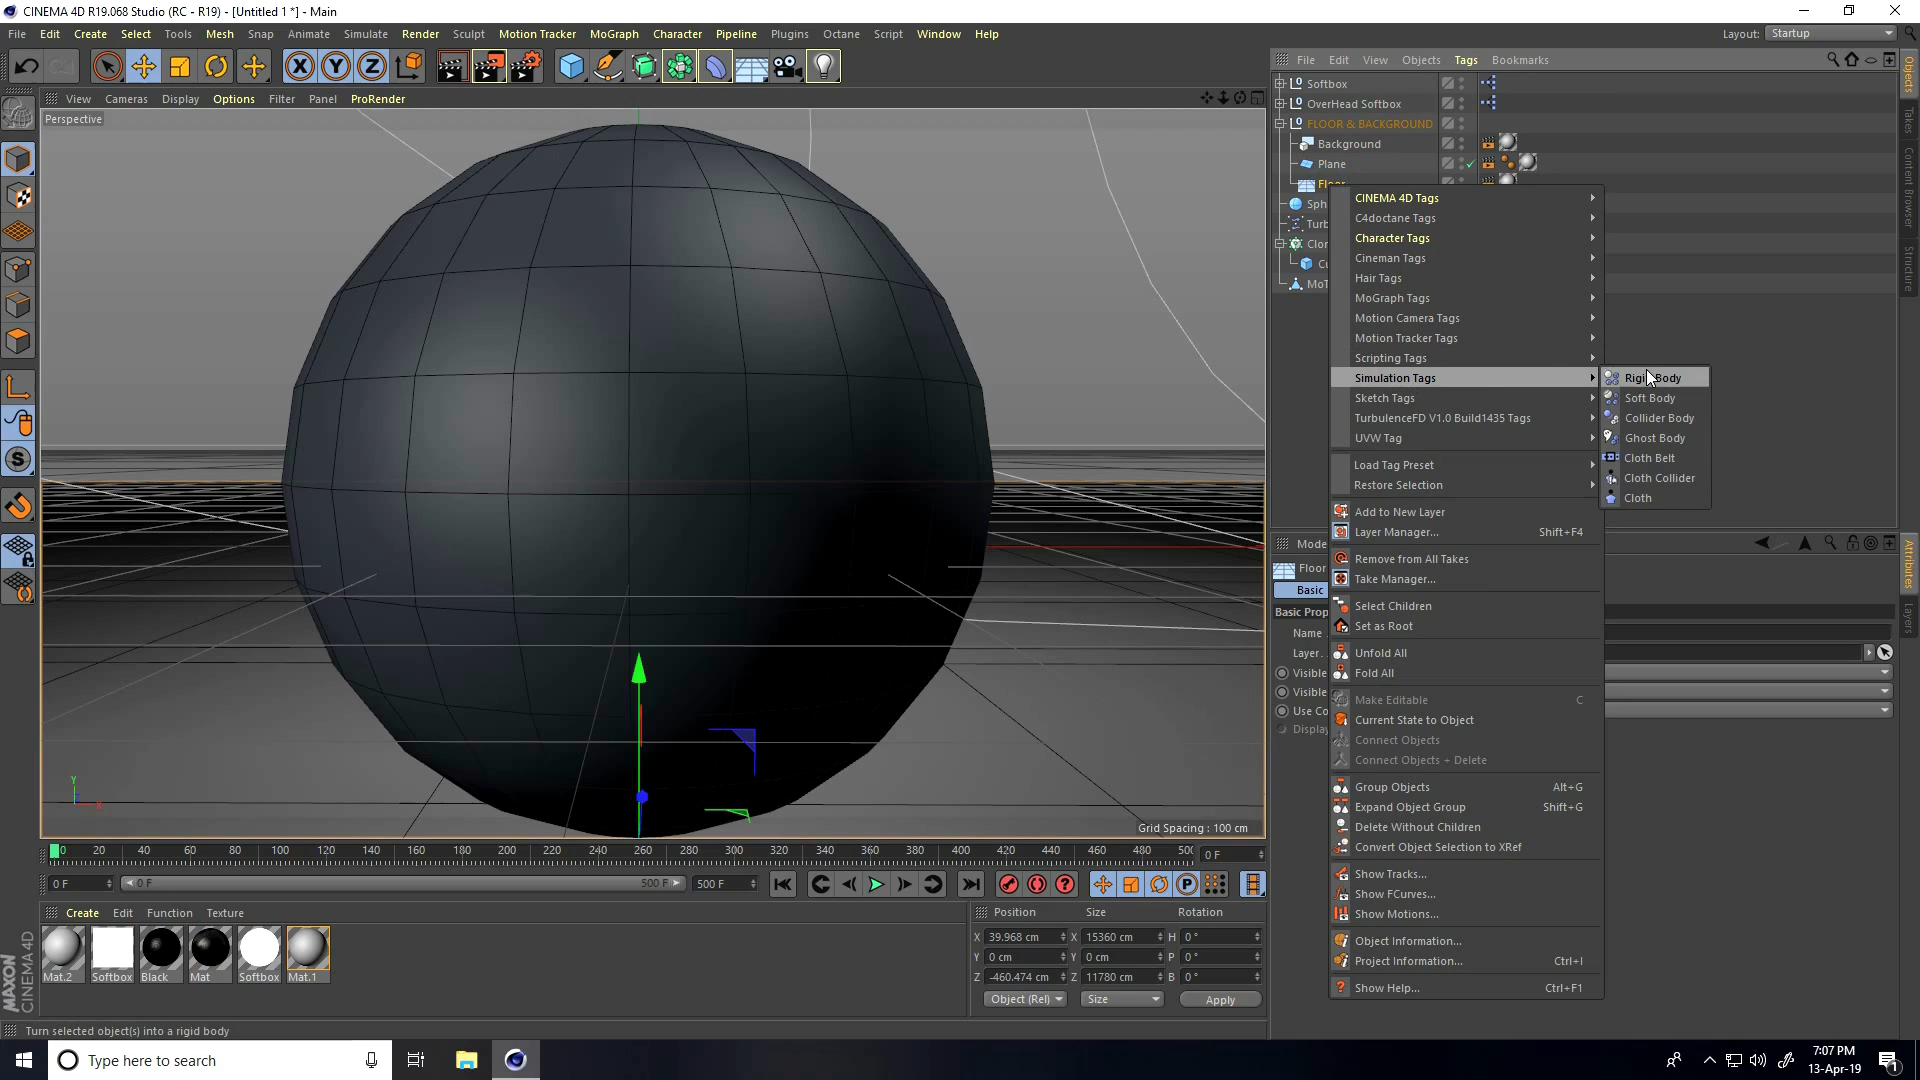 CINEMA 4D R19.068 Studio (RC - R19) - [Untitled 1 *] - Main
File Edit Create Select Tools Mesh Snap Animate Simulate Render Sculpt Motion Tracker MoGraph Character Pipeline Plugins Octane Script Window Help
Layout: Startup
View Cameras Display Options Filter Panel ProRender
Perspective
Grid Spacing : 100 cm
File Edit View Objects Tags Bookmarks
Softbox
OverHead Softbox
FLOOR & BACKGROUND
Background
Plane
Floor
Sph
Turb
Clor
Cu
MoT
CINEMA 4D Tags
C4doctane Tags
Character Tags
Cineman Tags
Hair Tags
MoGraph Tags
Motion Camera Tags
Motion Tracker Tags
Scripting Tags
Simulation Tags
Sketch Tags
TurbulenceFD V1.0 Build1435 Tags
UVW Tag
Load Tag Preset
Restore Selection
Add to New Layer
Layer Manager... Shift+F4
Remove from All Takes
Take Manager...
Select Children
Set as Root
Unfold All
Fold All
Make Editable C
Current State to Object
Connect Objects
Connect Objects + Delete
Group Objects Alt+G
Expand Object Group Shift+G
Delete Without Children
Convert Object Selection to XRef
Show Tracks...
Show FCurves...
Show Motions...
Object Information...
Project Information... Ctrl+I
Show Help... Ctrl+F1
Rigid Body
Soft Body
Collider Body
Ghost Body
Cloth Belt
Cloth Collider
Cloth
Mode
Floor
Basic
Basic Prop
Name
Layer.
Visible
Visible
Use Co
Display
Objects
Takes
Content Browser
Structure
Attributes
Layers
0 20 40 60 80 100 120 140 160 180 200 220 240 260 280 300 320 340 360 380 400 420 440 460 480 500
0 F
0 F 0 F 500 F 500 F
Create Edit Function Texture
Mat.2 Softbox Black Mat Softbox Mat.1
MAXON CINEMA 4D
Position Size Rotation
X 39.968 cm X 15360 cm H 0°
Y 0 cm Y 0 cm P 0°
Z -460.474 cm Z 11780 cm B 0°
Object (Rel) Size Apply
Turn selected object(s) into a rigid body
Type here to search
7:07 PM
13-Apr-19
1